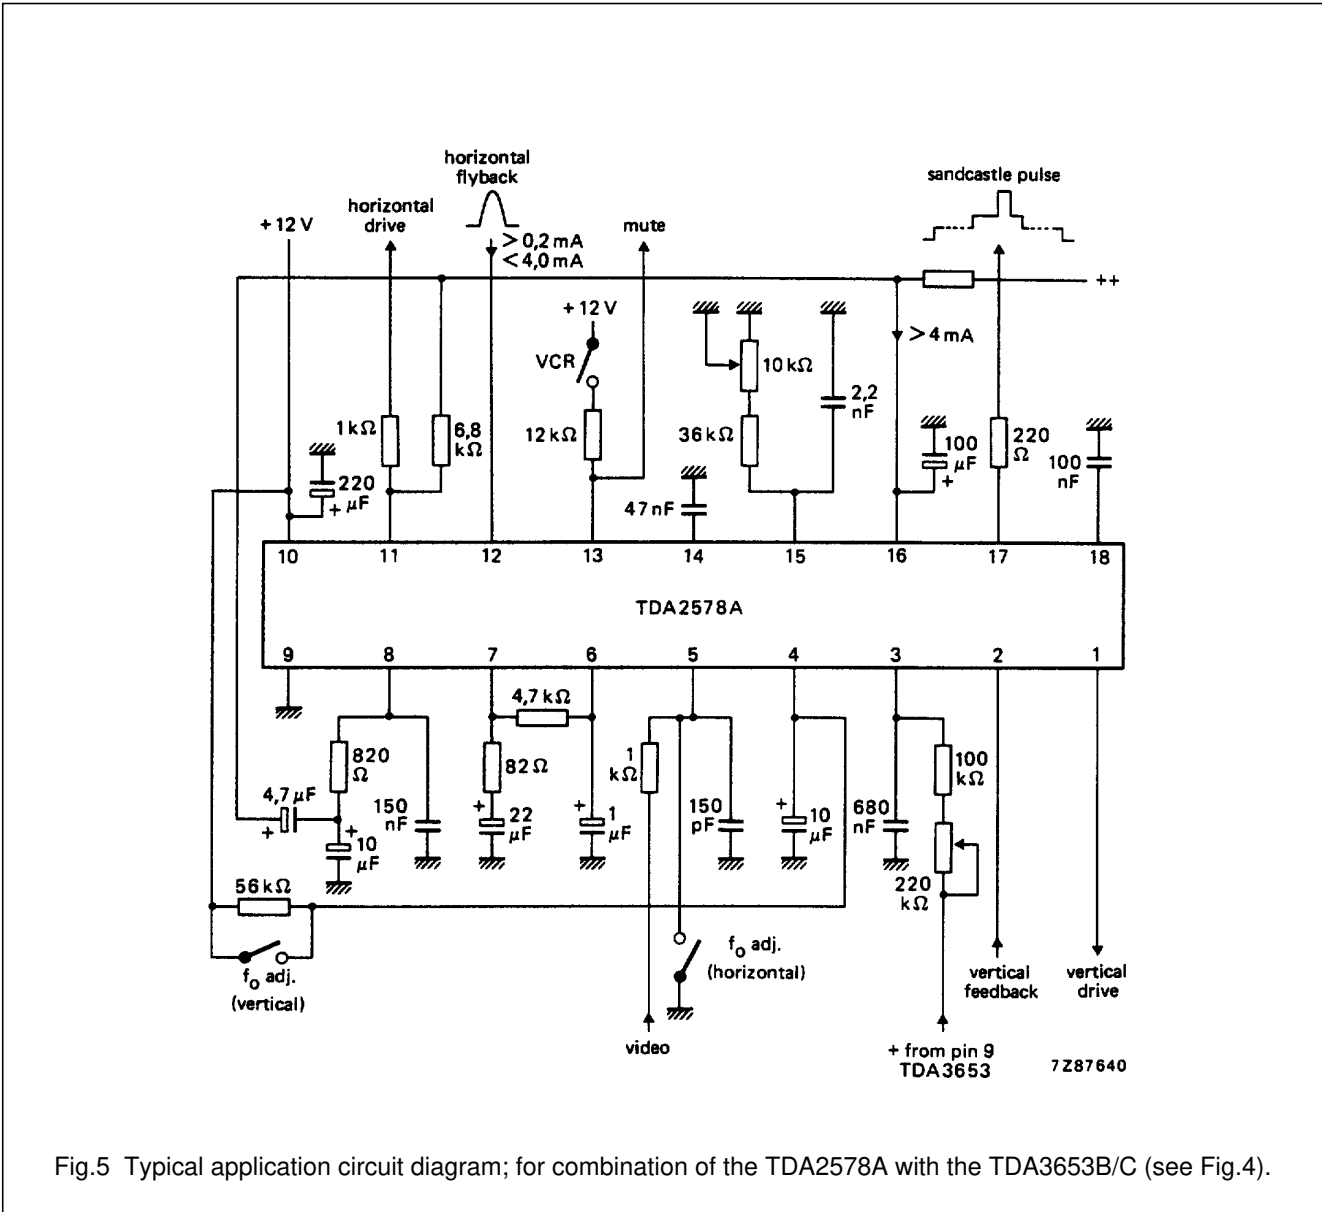 horizontal
flyback
sandcastle pulse
horizontal
drive
+12 V
mute
> 0,2 mA
< 4,0 mA
++
+12 V
> 4 mA
VCR
10 kΩ
2,2
nF
1 kΩ
6,8
kΩ
12 kΩ
36 kΩ
100
µF
+
220
Ω
100
nF
220
µF
+
47 nF
10 11 12 13 14 15 16 17 18
TDA2578A
9 8 7 6 5 4 3 2 1
4,7 kΩ
820
Ω
82 Ω
1
kΩ
100
kΩ
4,7 µF
+
150
nF
+
22
µF
+
1
µF
150
pF
+
10
µF
680
nF
+
10
µF
56 kΩ
220
kΩ
fo adj.
(vertical)
fo adj.
(horizontal)
vertical
feedback
vertical
drive
video
+ from pin 9
TDA3653
7Z87640
Fig.5 Typical application circuit diagram; for combination of the TDA2578A with the TDA3653B/C (see Fig.4).